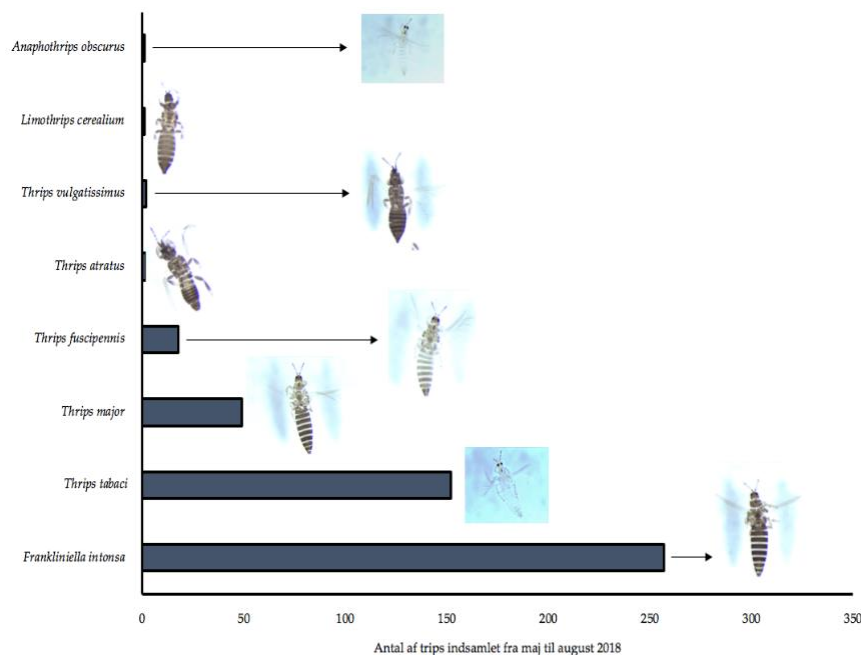 Anaphothrips obscurus
Limothrips cerealium
Thrips vulgatissimus
Thrips atratus
Thrips fuscipennis
Thrips major
Thrips tabaci
Frankliniella intonsa
0 50 100 150 200 250 300 350
Antal af trips indsamlet fra maj til august 2018